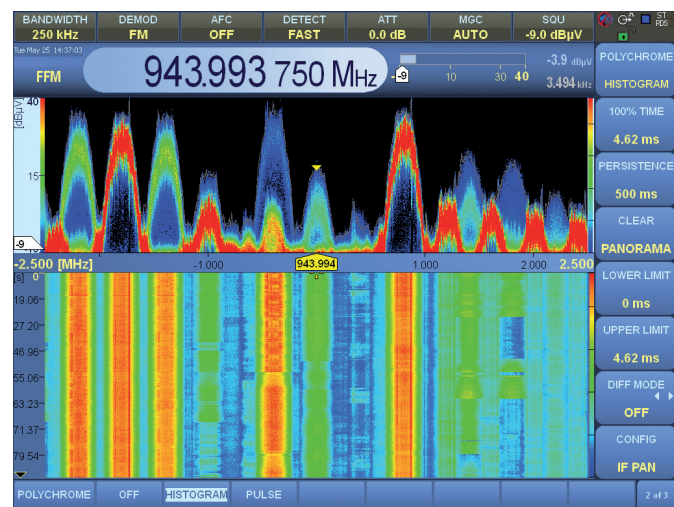 BANDWIDTH DEMOD AFC DETECT ATT MGC SQU ST
250 kHz FM OFF FAST 0.0 dB AUTO -9.0 dBµV RDS
Tue May 25 14:37:03
FFM 943.993 750 MHz -9 10 30 40 -3.9 dBµV
3.494 kHz
POLYCHROME
HISTOGRAM
[dBµV] 40
15
-9
100% TIME
4.62 ms
PERSISTENCE
500 ms
CLEAR
PANORAMA
-2.500 [MHz] -1.000 943.994 1.000 2.000 2.500
[s] 0
19.06
27.20
46.96
55.06
63.23
71.37
79.54
LOWER LIMIT
0 ms
UPPER LIMIT
4.62 ms
DIFF MODE
OFF
CONFIG
IF PAN
POLYCHROME OFF HISTOGRAM PULSE 2 of 3